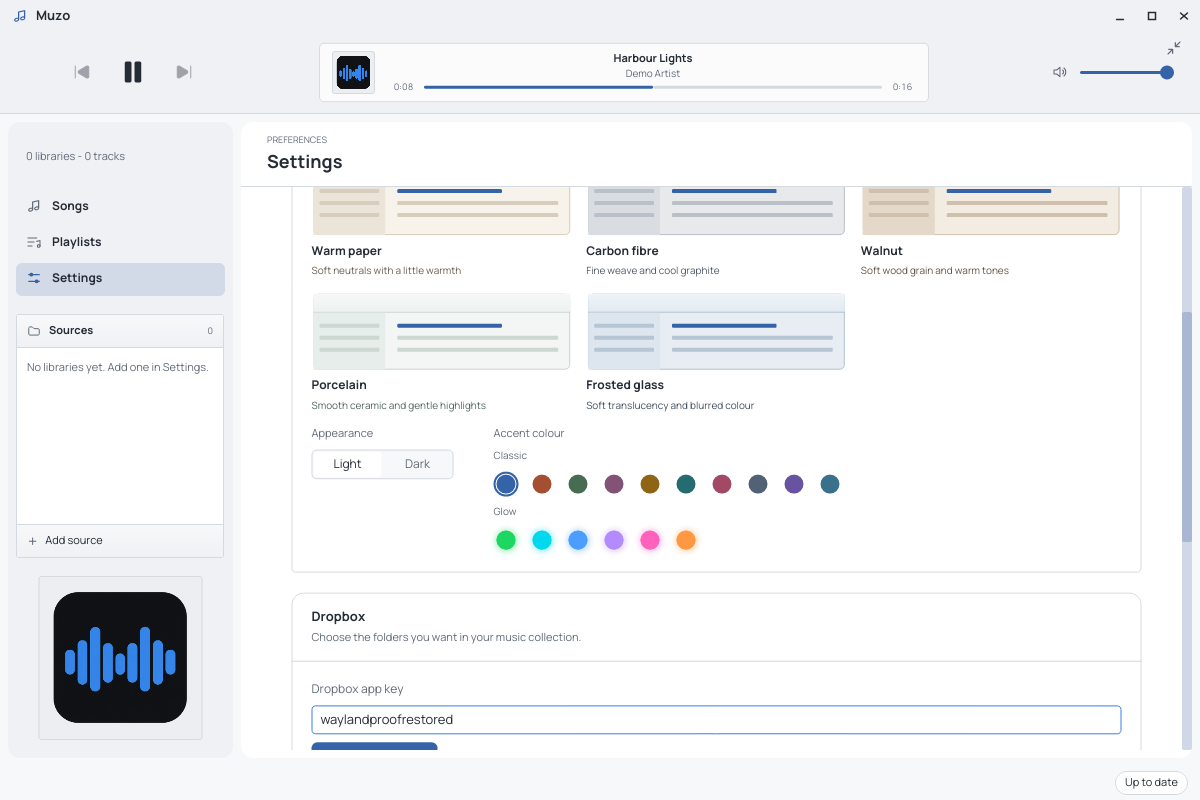 Muzo
Harbour Lights
Demo Artist
0:08
0:16
0 libraries - 0 tracks
Songs
Playlists
Settings
Sources
0
No libraries yet. Add one in Settings.
Add source
PREFERENCES
Settings
Warm paper
Soft neutrals with a little warmth
Carbon fibre
Fine weave and cool graphite
Walnut
Soft wood grain and warm tones
Porcelain
Smooth ceramic and gentle highlights
Frosted glass
Soft translucency and blurred colour
Appearance
Light
Dark
Accent colour
Classic
Glow
Dropbox
Choose the folders you want in your music collection.
Dropbox app key
waylandproofrestored
Up to date